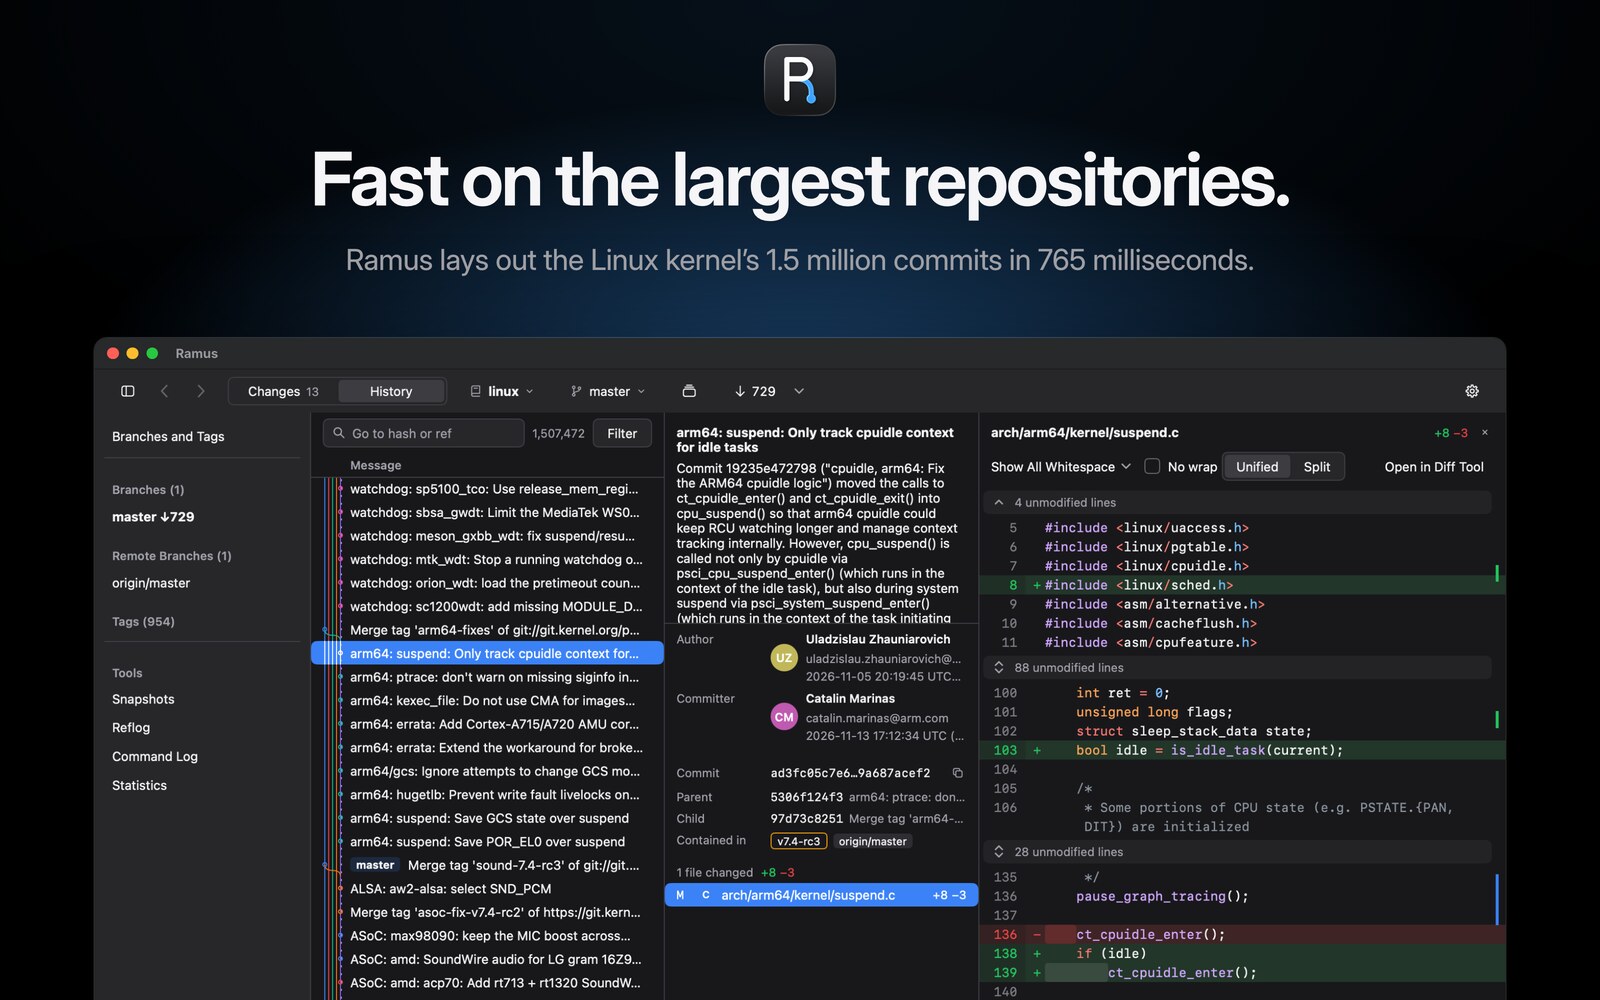 R
Fast on the largest repositories.
Ramus lays out the Linux kernel’s 1.5 million commits in 765 milliseconds.
Ramus
Changes 13
History
linux
master
↓ 729
Branches and Tags
Branches (1)
master ↓729
Remote Branches (1)
origin/master
Tags (954)
Tools
Snapshots
Reflog
Command Log
Statistics
Go to hash or ref
1,507,472
Filter
Message
watchdog: sp5100_tco: Use release_mem_regi...
watchdog: sbsa_gwdt: Limit the MediaTek WS0...
watchdog: meson_gxbb_wdt: fix suspend/resu...
watchdog: mtk_wdt: Stop a running watchdog o...
watchdog: orion_wdt: load the pretimeout coun...
watchdog: sc1200wdt: add missing MODULE_D...
Merge tag 'arm64-fixes' of git://git.kernel.org/p...
arm64: suspend: Only track cpuidle context for...
arm64: ptrace: don't warn on missing siginfo in...
arm64: kexec_file: Do not use CMA for images...
arm64: errata: Add Cortex-A715/A720 AMU cor...
arm64: errata: Extend the workaround for broke...
arm64/gcs: Ignore attempts to change GCS mo...
arm64: hugetlb: Prevent write fault livelocks on...
arm64: suspend: Save GCS state over suspend
arm64: suspend: Save POR_EL0 over suspend
master Merge tag 'sound-7.4-rc3' of git://git....
ALSA: aw2-alsa: select SND_PCM
Merge tag 'asoc-fix-v7.4-rc2' of https://git.kern...
ASoC: max98090: keep the MIC boost across...
ASoC: amd: SoundWire audio for LG gram 16Z9...
ASoC: amd: acp70: Add rt713 + rt1320 SoundW...
arm64: suspend: Only track cpuidle context
for idle tasks
Commit 19235e472798 ("cpuidle, arm64: Fix
the ARM64 cpuidle logic") moved the calls to
ct_cpuidle_enter() and ct_cpuidle_exit() into
cpu_suspend() so that arm64 cpuidle could
keep RCU watching longer and manage context
tracking internally. However, cpu_suspend() is
called not only by cpuidle via
psci_cpu_suspend_enter() (which runs in the
context of the idle task), but also during system
suspend via psci_system_suspend_enter()
(which runs in the context of the task initiating
Author
UZ
Uladzislau Zhauniarovich
uladzislau.zhauniarovich@...
2026-11-05 20:19:45 UTC...
Committer
CM
Catalin Marinas
catalin.marinas@arm.com
2026-11-13 17:12:34 UTC (...
Commit ad3fc05c7e6…9a687acef2
Parent 5306f124f3 arm64: ptrace: don...
Child 97d73c8251 Merge tag 'arm64-...
Contained in v7.4-rc3 origin/master
1 file changed +8 −3
M C arch/arm64/kernel/suspend.c +8 −3
arch/arm64/kernel/suspend.c +8 −3 ×
Show All Whitespace
No wrap
Unified
Split
Open in Diff Tool
4 unmodified lines
5 #include <linux/uaccess.h>
6 #include <linux/pgtable.h>
7 #include <linux/cpuidle.h>
8 + #include <linux/sched.h>
9 #include <asm/alternative.h>
10 #include <asm/cacheflush.h>
11 #include <asm/cpufeature.h>
88 unmodified lines
100 int ret = 0;
101 unsigned long flags;
102 struct sleep_stack_data state;
103 + bool idle = is_idle_task(current);
104
105 /*
106 * Some portions of CPU state (e.g. PSTATE.{PAN,
DIT}) are initialized
28 unmodified lines
135 */
136 pause_graph_tracing();
137
136 − ct_cpuidle_enter();
138 + if (idle)
139 + ct_cpuidle_enter();
140